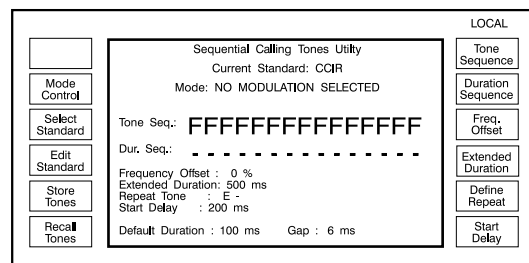 LOCAL
Sequential Calling Tones Utilty
Current Standard: CCIR
Mode: NO MODULATION SELECTED
Tone Seq.: FFFFFFFFFFFFFFF
Dur. Seq.: - - - - - - - - - - - - - - -
Frequency Offset : 0 %
Extended Duration: 500 ms
Repeat Tone : E -
Start Delay : 200 ms
Default Duration : 100 ms Gap : 6 ms
Mode
Control
Select
Standard
Edit
Standard
Store
Tones
Recall
Tones
Tone
Sequence
Duration
Sequence
Freq.
Offset
Extended
Duration
Define
Repeat
Start
Delay